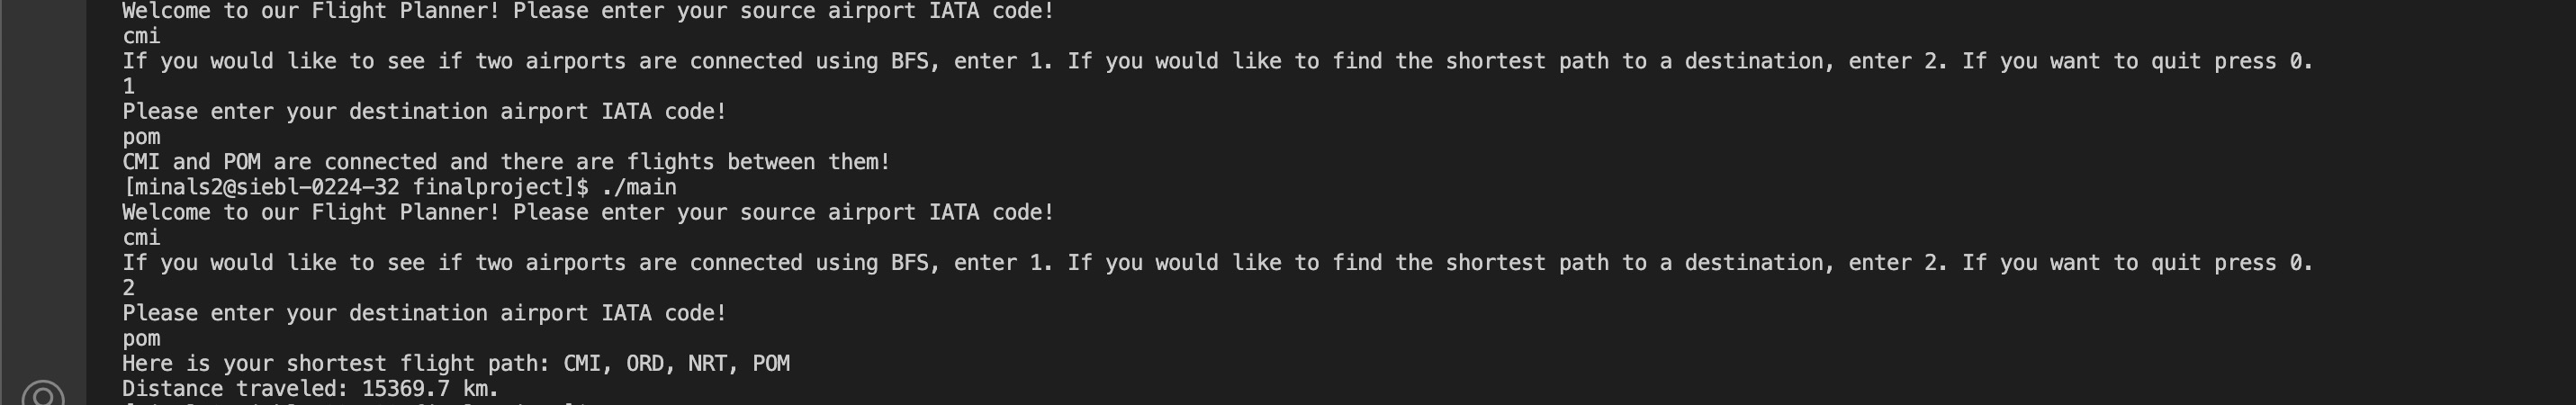 Welcome to our Flight Planner! Please enter your source airport IATA code!
cmi
If you would like to see if two airports are connected using BFS, enter 1. If you would like to find the shortest path to a destination, enter 2. If you want to quit press 0.
1
Please enter your destination airport IATA code!
pom
CMI and POM are connected and there are flights between them!
[minals2@siebl-0224-32 finalproject]$ ./main
Welcome to our Flight Planner! Please enter your source airport IATA code!
cmi
If you would like to see if two airports are connected using BFS, enter 1. If you would like to find the shortest path to a destination, enter 2. If you want to quit press 0.
2
Please enter your destination airport IATA code!
pom
Here is your shortest flight path: CMI, ORD, NRT, POM
Distance traveled: 15369.7 km.